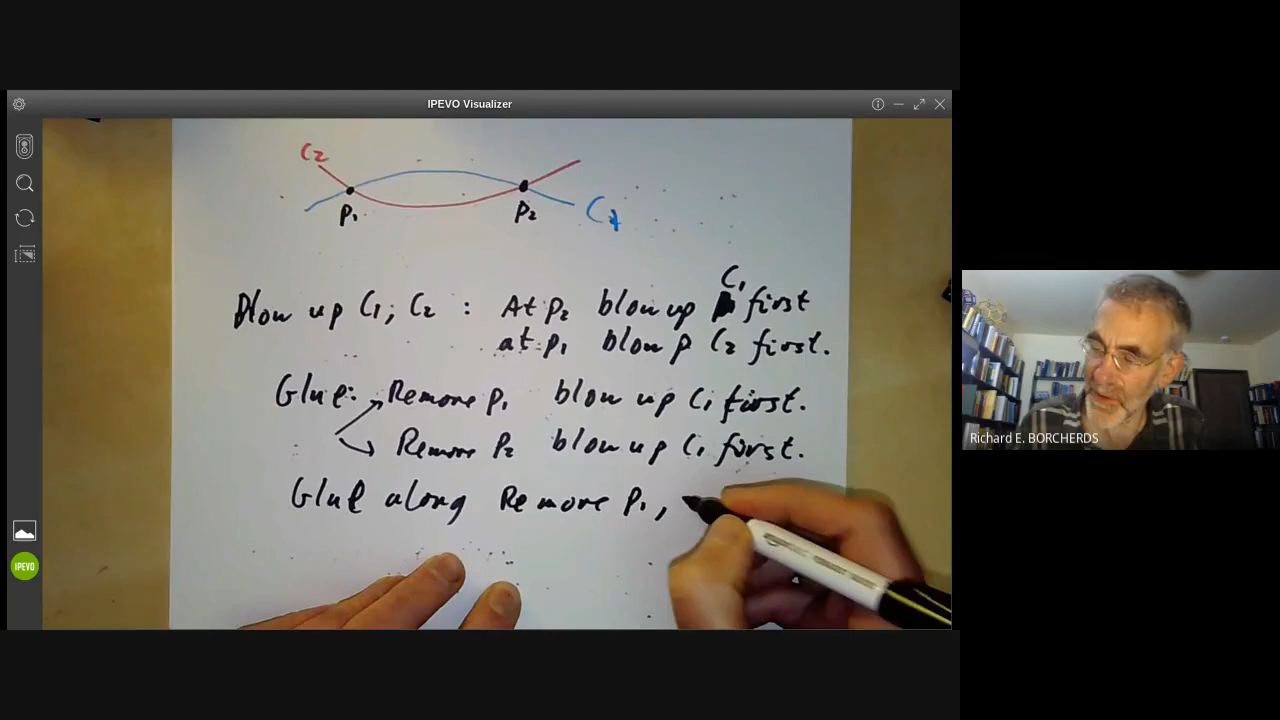 IPEVO Visualizer
C2
P1
P2
C1
C1
Blow up C1, C2 : At P2 blow up first
at P1 blow p C2 first.
Glue: Remove P1 blow up C1 first.
Remove P2 blow up C1 first.
Glue along Remove P1,
Richard E. BORCHERDS
IPEVO